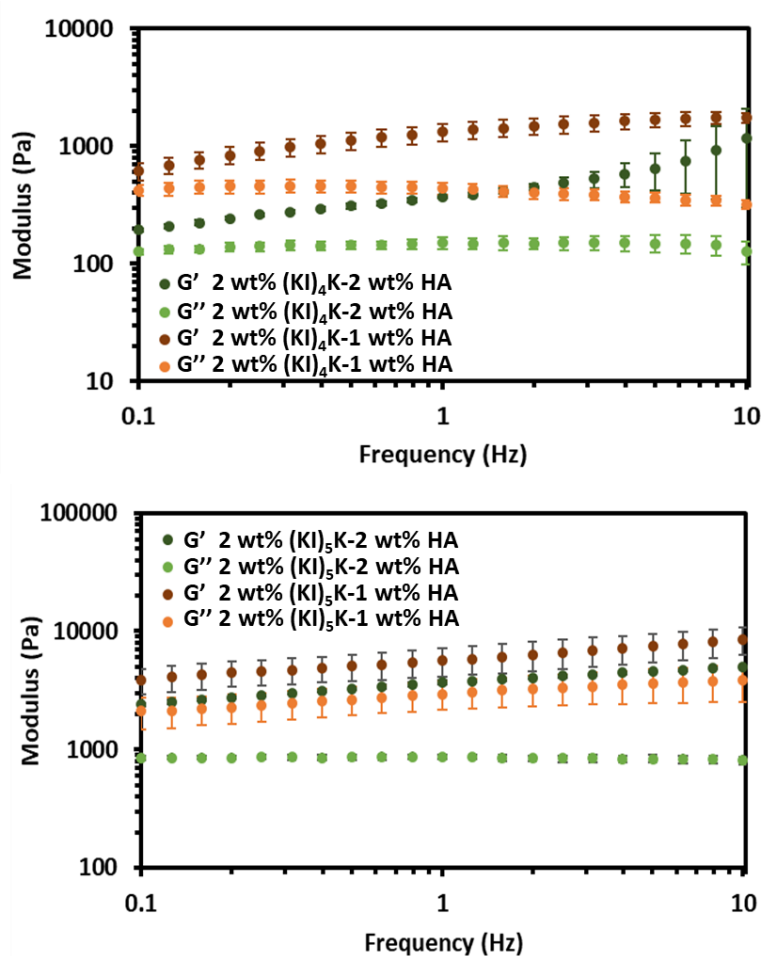 10000
1000
100
10
Modulus (Pa)
G’ 2 wt% (KI)₄K-2 wt% HA
G’’ 2 wt% (KI)₄K-2 wt% HA
G’ 2 wt% (KI)₄K-1 wt% HA
G’’ 2 wt% (KI)₄K-1 wt% HA
0.1 1 10
Frequency (Hz)
100000
10000
1000
100
Modulus (Pa)
G’ 2 wt% (KI)₅K-2 wt% HA
G’’ 2 wt% (KI)₅K-2 wt% HA
G’ 2 wt% (KI)₅K-1 wt% HA
G’’ 2 wt% (KI)₅K-1 wt% HA
0.1 1 10
Frequency (Hz)